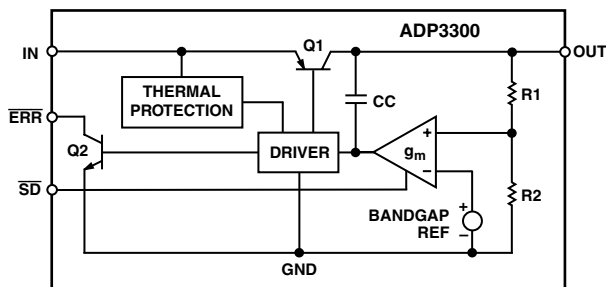 ADP3300
IN
Q1
OUT
THERMAL
PROTECTION
CC
R1
ERR
Q2
DRIVER
+
gm
−
SD
R2
BANDGAP
REF
+
−
GND